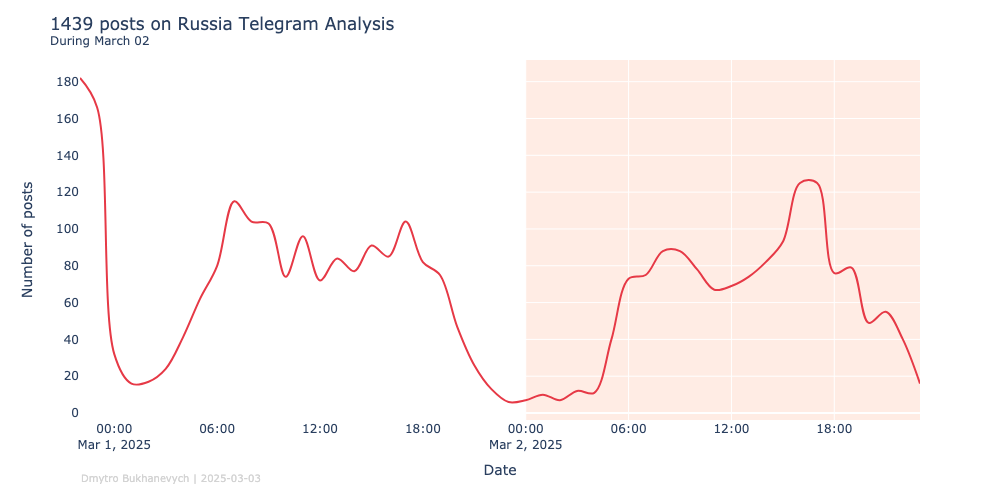 1439 posts on Russia Telegram Analysis
During March 02
180
160
140
120
100
80
60
40
20
0
Number of posts
00:00 06:00 12:00 18:00 00:00 06:00 12:00 18:00
Mar 1, 2025 Mar 2, 2025
Date
Dmytro Bukhanevych | 2025-03-03